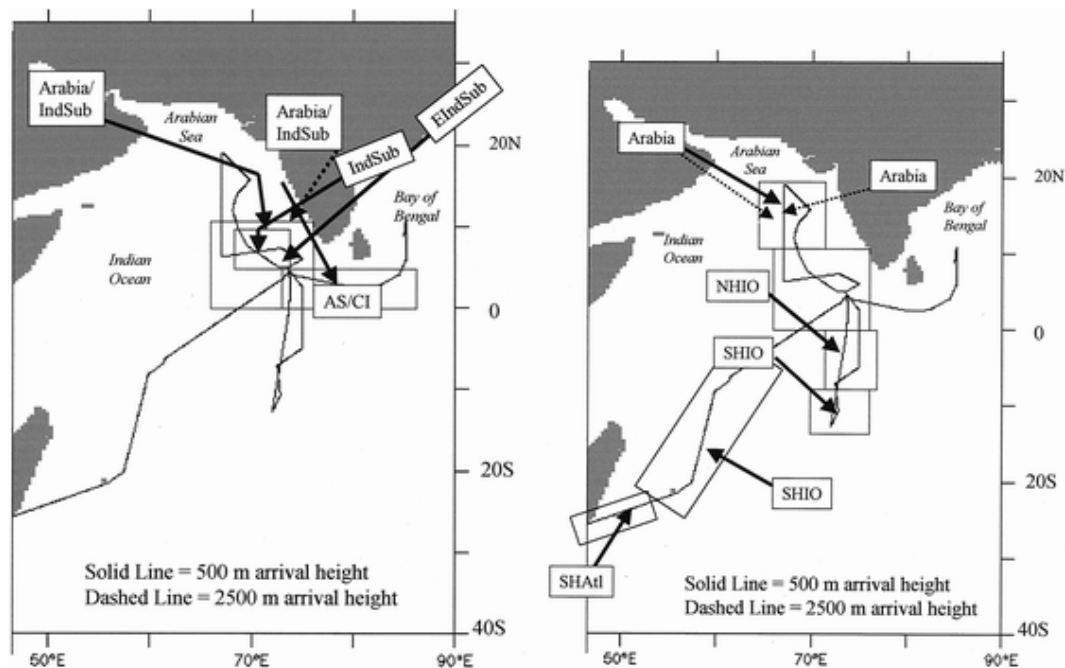 Arabia/
IndSub
Arabian
Sea
Arabia/
IndSub
EIndSub
IndSub
Bay of
Bengal
Indian
Ocean
AS/CI
20N
0
20S
40S
Solid Line = 500 m arrival height
Dashed Line = 2500 m arrival height
50°E
70°E
90°E
Arabia
Arabian
Sea
Arabia
Bay of
Bengal
Indian
Ocean
NHIO
SHIO
SHIO
SHAtl
20N
0
20S
40S
Solid Line = 500 m arrival height
Dashed Line = 2500 m arrival height
50°E
70°E
90°E